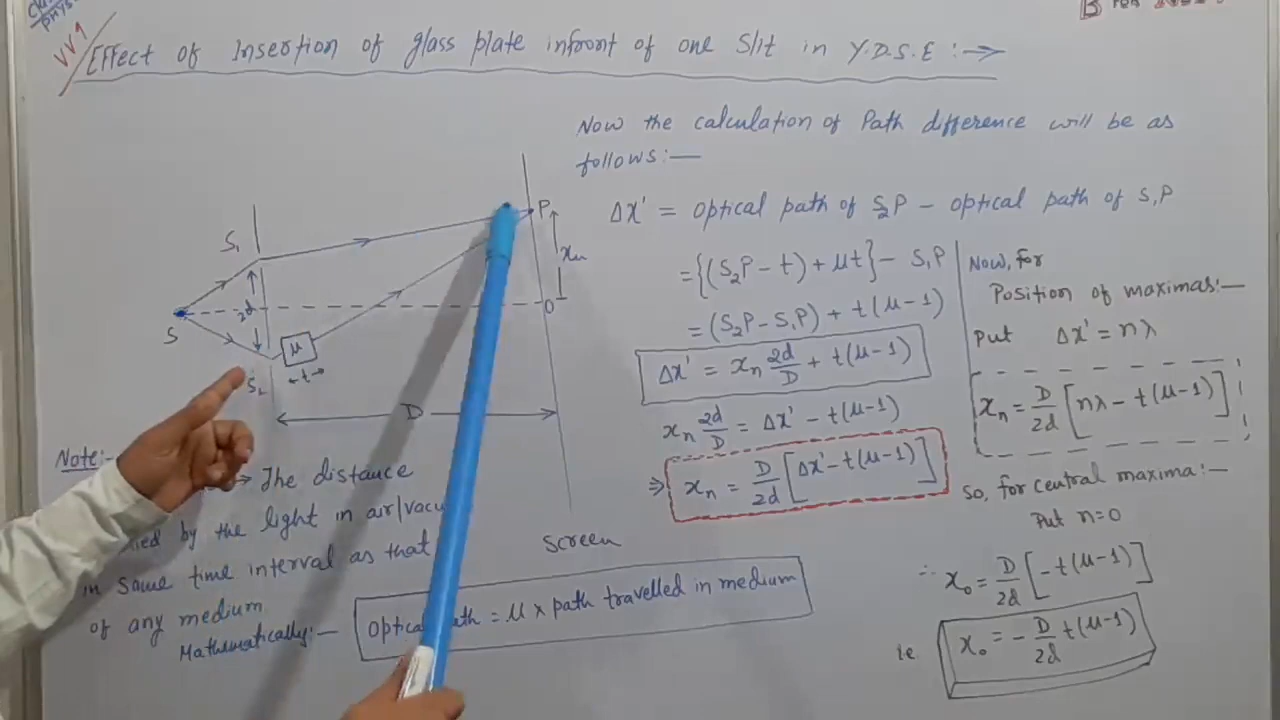 VV9
Effect of Insertion of glass plate infront of one Slit in Y.D.S.E :→
Now the calculation of Path difference will be as
follows:—
Δx' = optical path of S₂P – optical path of S₁P
= {(S₂P – t) + μt} – S₁P
= (S₂P – S₁P) + t(μ – 1)
Δx' = xₙ 2d/D + t(μ – 1)
xₙ 2d/D = Δx' – t(μ – 1)
⇒ xₙ = D/2d [Δx' – t(μ – 1)]
Now, for
Position of maximas:—
Put Δx' = nλ
xₙ = D/2d [nλ – t(μ – 1)]
So, for central maxima:—
Put n=0
∴ x₀ = D/2d [–t(μ – 1)]
ie x₀ = – D/2d t(μ – 1)
S₁
P
xₙ
2d
S
O
μ
t
S₂
D
Screen
Note:-
→ The distance
by the light in air/vacu
in same time interval as that
of any medium
Mathematically:—
Optical path = μ × path travelled in medium